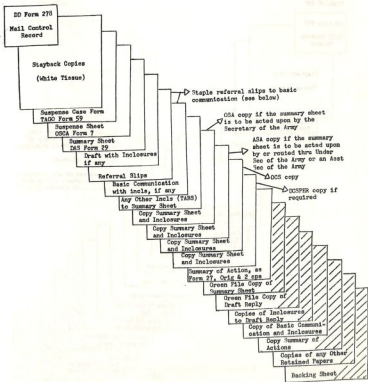 DD Form 278
Mail Control
Record
Stayback Copies
(White Tissue)
Suspense Case Form
TAGO Form 59
Suspense Sheet
OSCA Form 7
Summary Sheet
DAS Form 29
Draft with Inclosures
if any
Referral Slips
Basic Communication
with incls, if any
Any Other Incls (TABS)
to Summary Sheet
Copy Summary Sheet
and Inclosures
Copy Summary Sheet
and Inclosures
Copy Summary Sheet
and Inclosures
Copy Summary Sheet
and Inclosures
Summary of Action, as
Form 27, Orig & 2 cps
Green File Copy of
Summary Sheet
Green File Copy of
Draft Reply
Copies of Inclosures
to Draft Reply
Copy of Basic Communi-
cation and Inclosures
Copy Summary of
Actions
Copies of any Other
Retained Papers
Backing Sheet
Staple referral slips to basic
communication (see below)
OSA copy if the summary sheet
is to be acted upon by the
Secretary of the Army
ASA copy if the summary
sheet is to be acted upon
by or routed thru Under
Sec of the Army or an Asst
Sec of the Army
DCS copy
DCSPER copy if
required